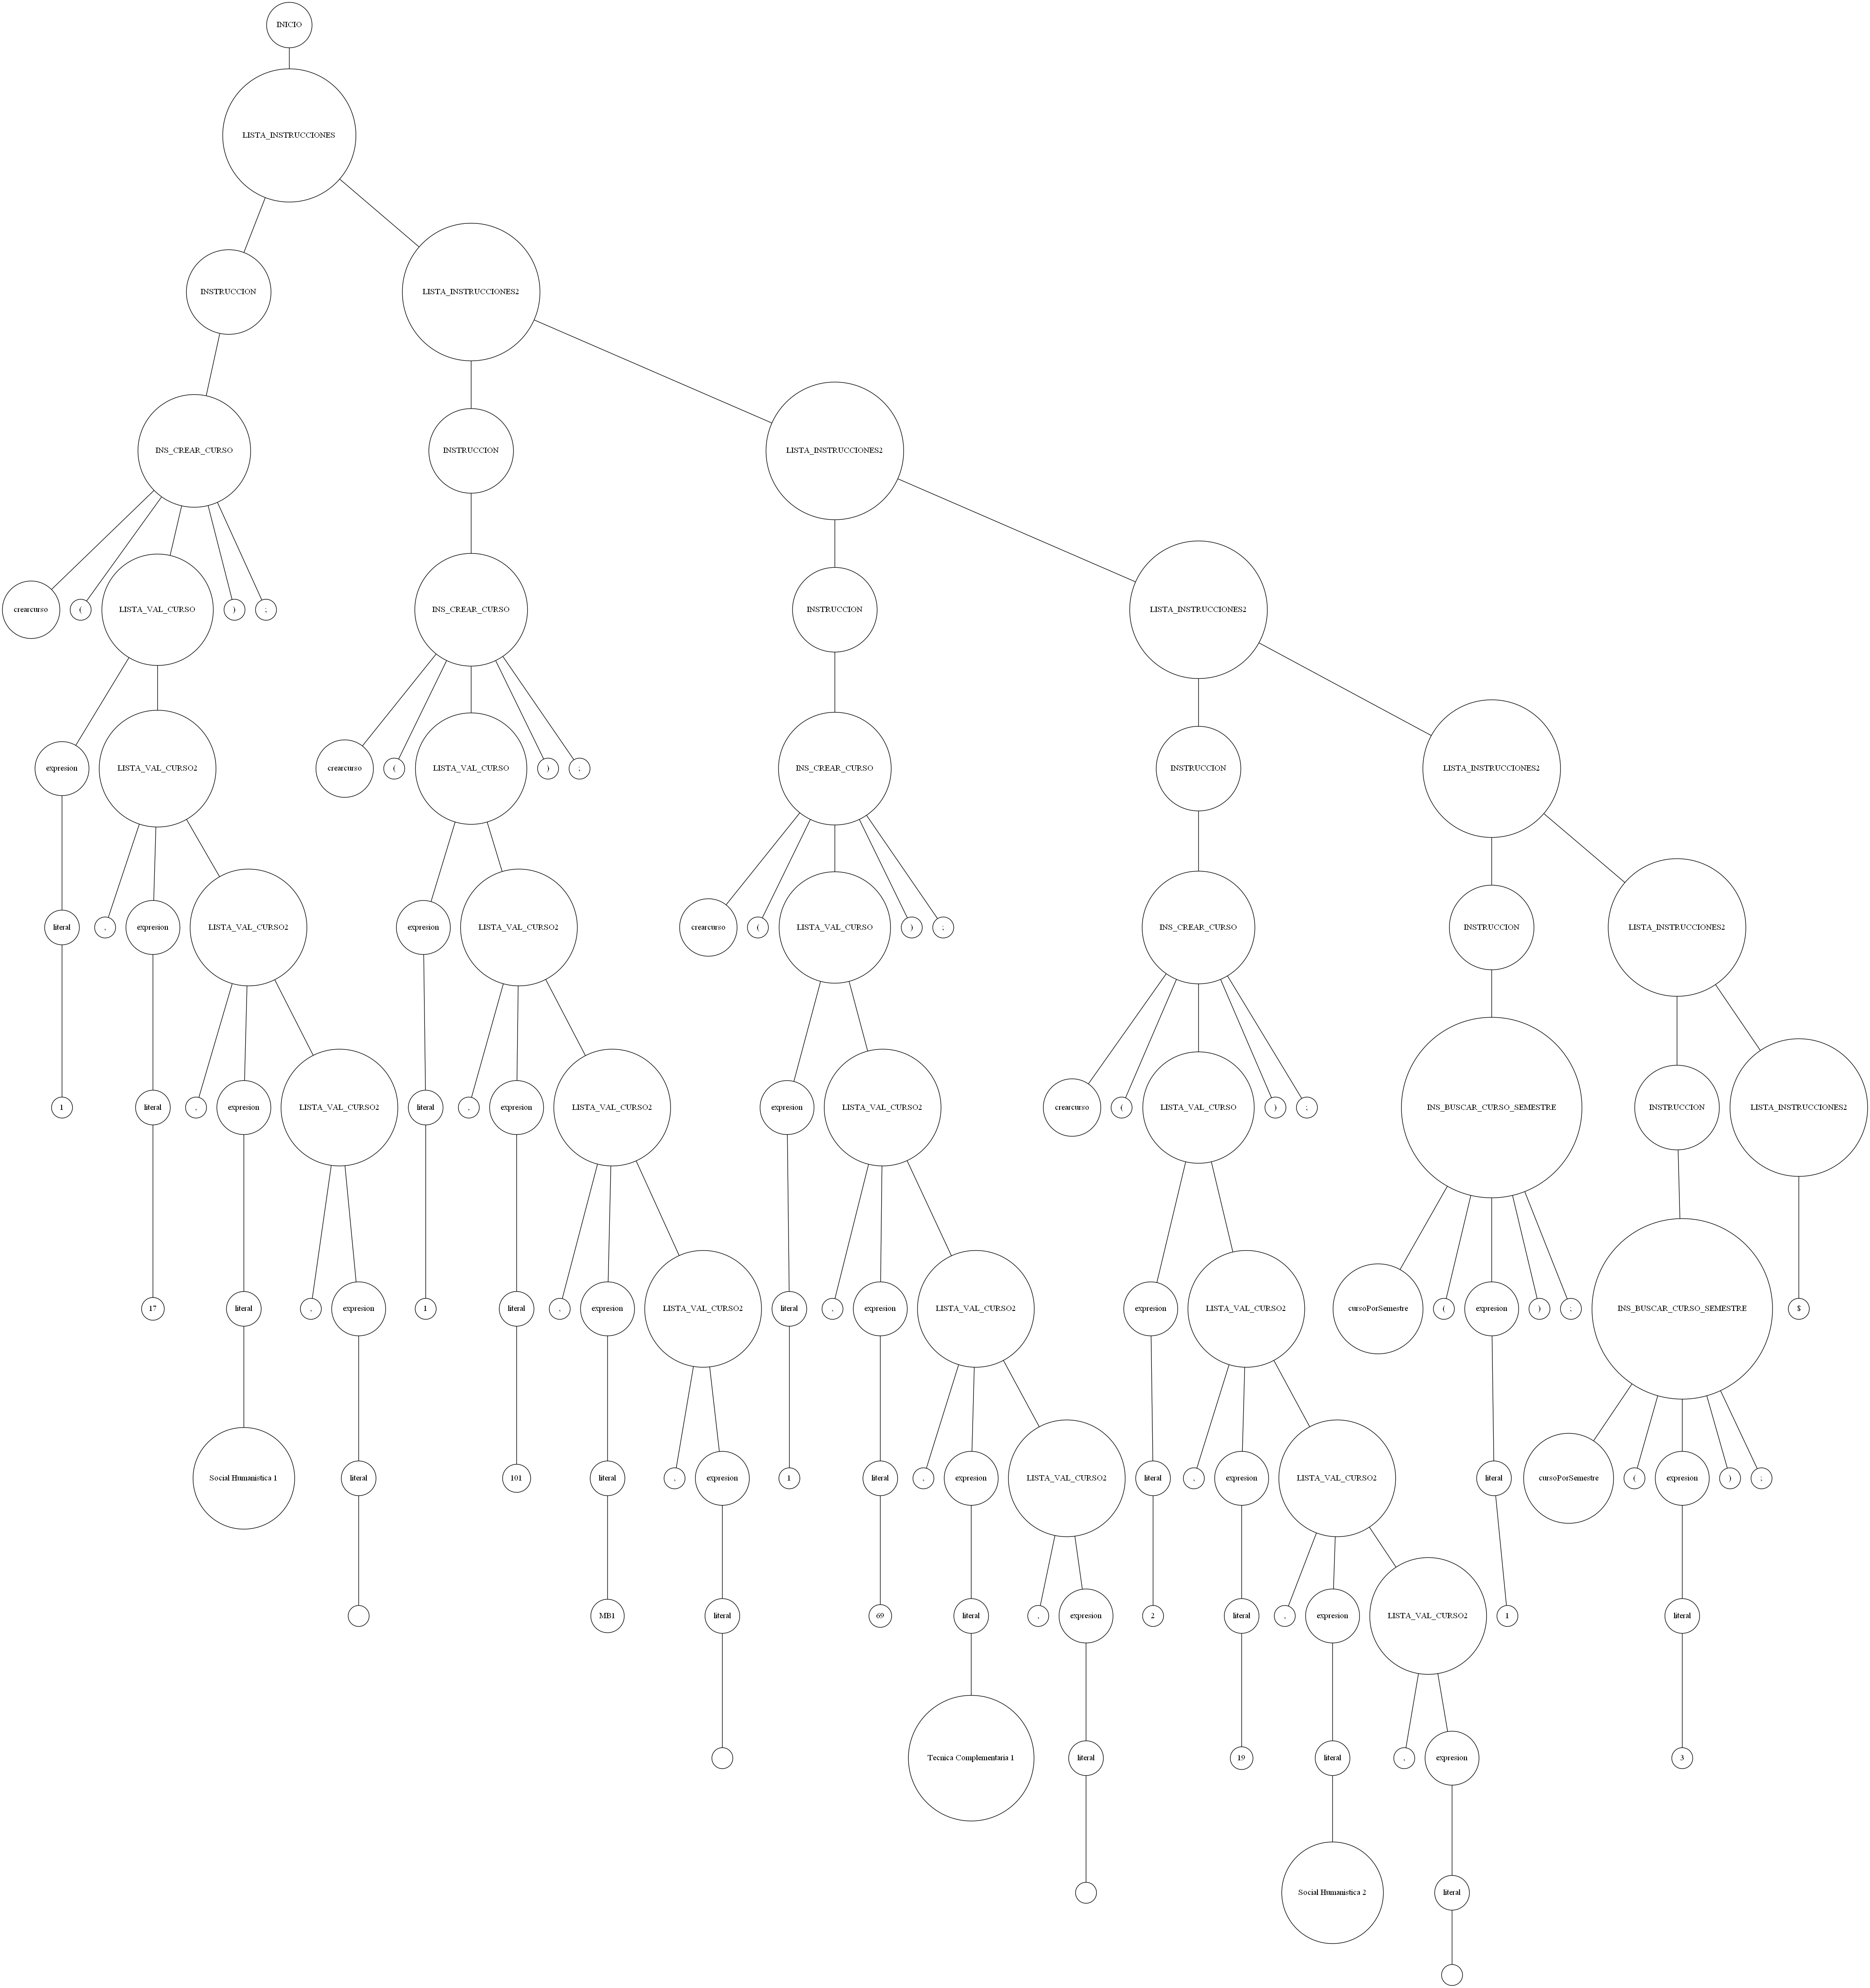 INICIO
LISTA_INSTRUCCIONES
INSTRUCCION LISTA_INSTRUCCIONES2
INS_CREAR_CURSO INSTRUCCION LISTA_INSTRUCCIONES2
crearcurso ( LISTA_VAL_CURSO ) ; INS_CREAR_CURSO INSTRUCCION LISTA_INSTRUCCIONES2
expresion LISTA_VAL_CURSO2 crearcurso ( LISTA_VAL_CURSO ) ; INS_CREAR_CURSO INSTRUCCION LISTA_INSTRUCCIONES2
literal , expresion LISTA_VAL_CURSO2 expresion LISTA_VAL_CURSO2 crearcurso ( LISTA_VAL_CURSO ) ; INS_CREAR_CURSO INSTRUCCION LISTA_INSTRUCCIONES2
1 literal , expresion LISTA_VAL_CURSO2 literal , expresion LISTA_VAL_CURSO2 expresion LISTA_VAL_CURSO2 crearcurso ( LISTA_VAL_CURSO ) ; INS_BUSCAR_CURSO_SEMESTRE INSTRUCCION LISTA_INSTRUCCIONES2
17 literal , expresion 1 literal , expresion LISTA_VAL_CURSO2 literal , expresion LISTA_VAL_CURSO2 expresion LISTA_VAL_CURSO2 cursoPorSemestre ( expresion ) ; INS_BUSCAR_CURSO_SEMESTRE $
Social Humanistica 1 literal 101 literal , expresion 1 literal , expresion LISTA_VAL_CURSO2 literal , expresion LISTA_VAL_CURSO2 literal cursoPorSemestre ( expresion ) ;
MB1 literal 69 literal , expresion 2 literal , expresion LISTA_VAL_CURSO2 1 literal
Tecnica Complementaria 1 literal 19 literal , expresion 3
Social Humanistica 2 literal